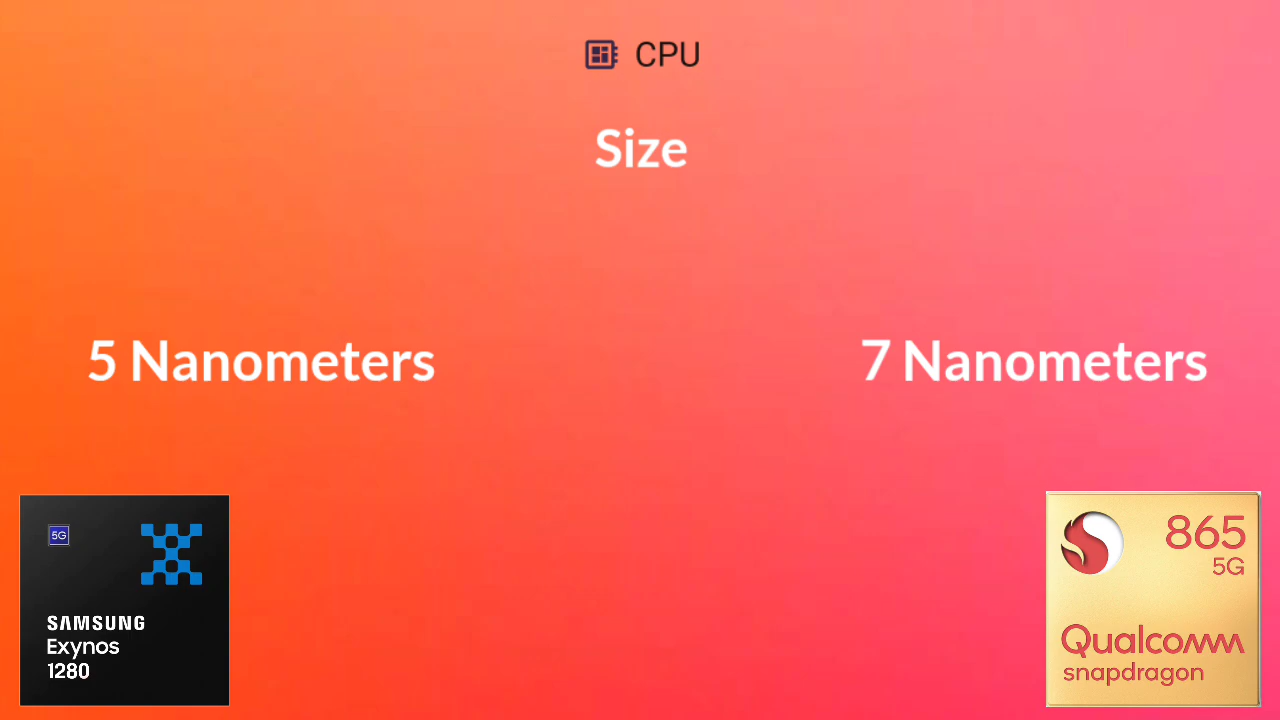 CPU
Size
5 Nanometers
7 Nanometers
5G
SAMSUNG
Exynos
1280
865
5G
Qualcomm
snapdragon